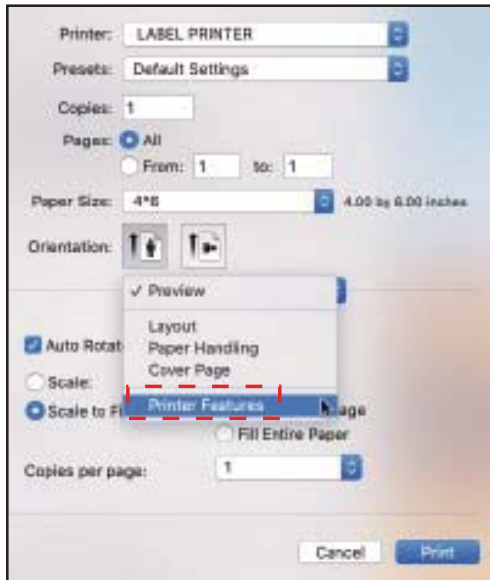 Printer: LABEL PRINTER
Presets: Default Settings
Copies: 1
Pages: All
From: 1 to: 1
Paper Size: 4*6 4.00 by 6.00 inches
Orientation:
✓ Preview
Layout
Auto Rotat
Paper Handling
Cover Page
Scale:
Printer Features
Scale to Fi age
Fill Entire Paper
Copies per page: 1
Cancel Print